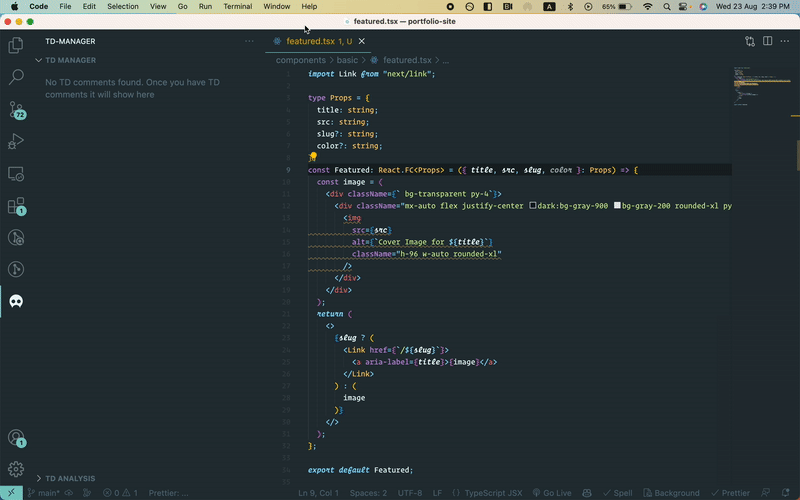 Code File Edit Selection View Go Run Terminal Window Help
A 65% Wed 23 Aug 2:39 PM
featured.tsx — portfolio-site
TD-MANAGER
TD MANAGER
No TD comments found. Once you have TD
comments it will show here
72
1
1
TD ANALYSIS
featured.tsx 1, U
components > basic > featured.tsx > ...
1 import Link from "next/link";
2
3 type Props = {
4 title: string;
5 src: string;
6 slug?: string;
7 color?: string;
8 }
9 const Featured: React.FC<Props> = ({ title, src, slug, color }: Props) => {
10 const image = (
11 <div className={` bg-transparent py-4`}>
12 <div className="mx-auto flex justify-center dark:bg-gray-900 bg-gray-200 rounded-xl py
13 <img
14 src={src}
15 alt={`Cover Image for ${title}`}
16 className="h-96 w-auto rounded-xl"
17 />
18 </div>
19 </div>
20 );
21 return (
22 <>
23 {slug ? (
24 <Link href={`/${slug}`}>
25 <a aria-label={title}>{image}</a>
26 </Link>
27 ) : (
28 image
29 )}
30 </>
31 );
32 };
33
34 export default Featured;
main* 0 1 Prettier: ... Ln 9, Col 1 Spaces: 2 UTF-8 LF {} TypeScript JSX Go Live Spell Background Prettier